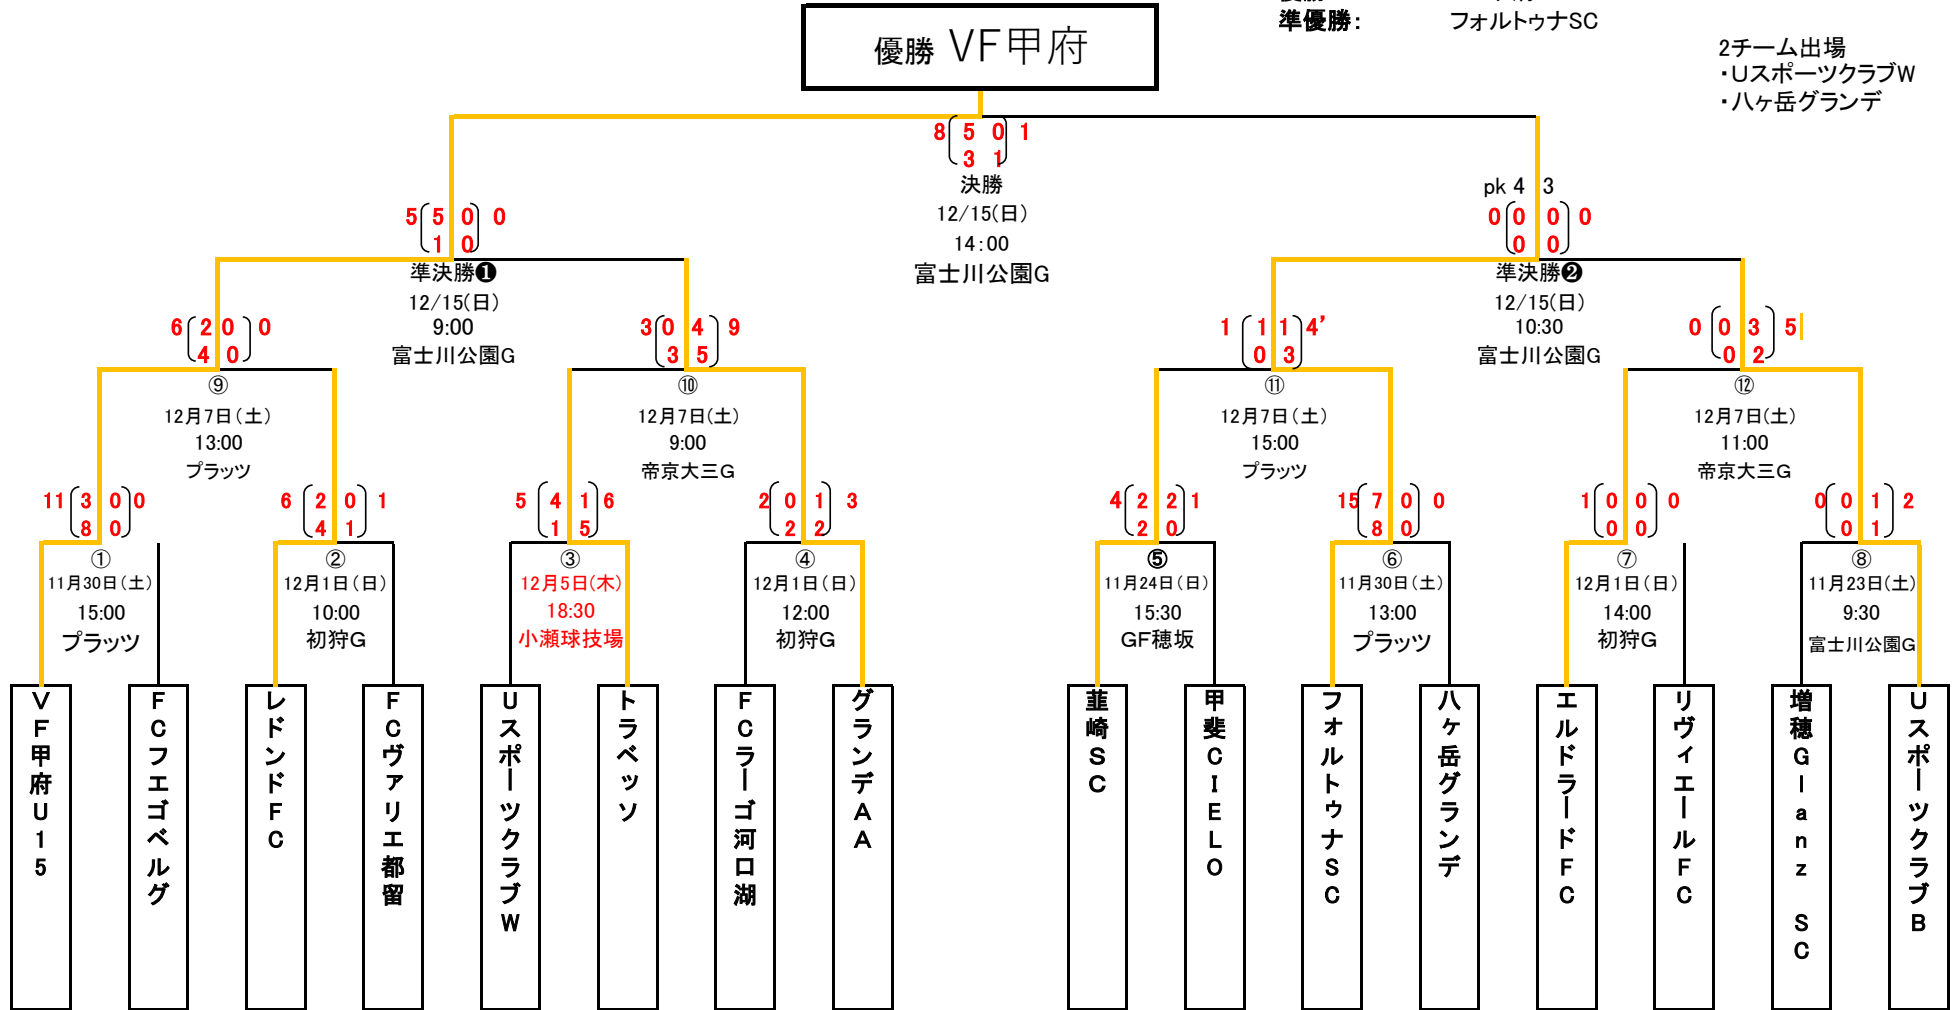 準優勝： フォルトゥナSC
優勝 VF甲府
2チーム出場
・UスポーツクラブW
・八ヶ岳グランデ
8 5 0 1
3 1
決勝
12/15(日)
14：00
富士川公園G
5 5 0 0
1 0
準決勝❶
12/15(日)
9:00
富士川公園G
pk 4 3
0 0 0 0
0 0
準決勝❷
12/15(日)
10:30
富士川公園G
6 2 0 0
4 0
⑨
12月7日（土）
13:00
プラッツ
3 0 4 9
3 5
⑩
12月7日（土）
9:00
帝京大三G
1 1 1 4’
0 3
⑪
12月7日（土）
15:00
プラッツ
0 0 3 5
0 2
⑫
12月7日（土）
11:00
帝京大三G
11 3 0 0
8 0
①
11月30日（土）
15:00
プラッツ
6 2 0 1
4 1
②
12月1日（日）
10:00
初狩G
5 4 1 6
1 5
③
12月5日(木)
18:30
小瀬球技場
2 0 1 3
2 2
④
12月1日（日）
12:00
初狩G
4 2 2 1
2 0
⑤
11月24日（日）
15:30
GF穂坂
15 7 0 0
8 0
⑥
11月30日（土）
13:00
プラッツ
1 0 0 0
0 0
⑦
12月1日（日）
14:00
初狩G
0 0 1 2
0 1
⑧
11月23日（土）
9:30
富士川公園G
VF甲府U15
FCフエゴベルグ
レドンドFC
FCヴァリエ都留
UスポーツクラブW
トラベッソ
FCラーゴ河口湖
グランデAA
韮崎SC
甲斐CIELO
フォルトゥナSC
八ヶ岳グランデ
エルドラードFC
リヴィエールFC
増穂Glanz SC
UスポーツクラブB